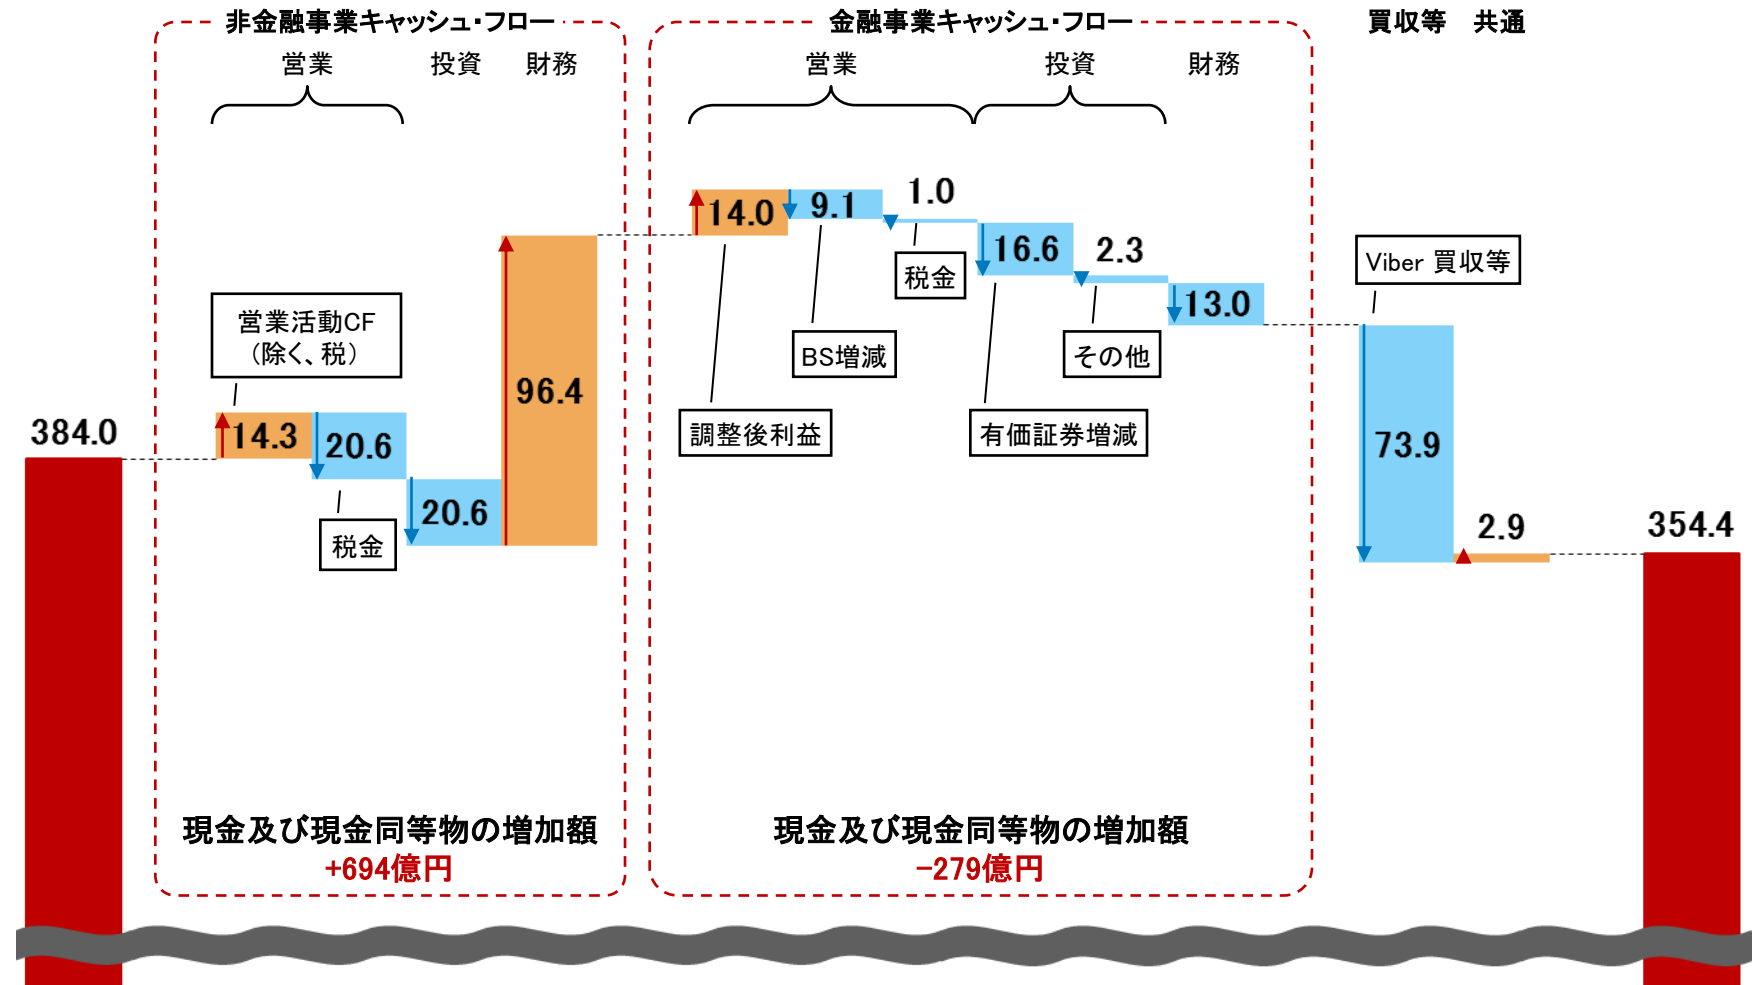 非金融事業キャッシュ・フロー
金融事業キャッシュ・フロー
買収等 共通
営業 投資 財務
営業 投資 財務
384.0
営業活動CF
(除く、税)
14.3
20.6
税金
20.6
96.4
14.0
調整後利益
9.1
BS増減
1.0
税金
16.6
有価証券増減
2.3
その他
13.0
Viber 買収等
73.9
2.9
354.4
現金及び現金同等物の増加額
+694億円
現金及び現金同等物の増加額
-279億円